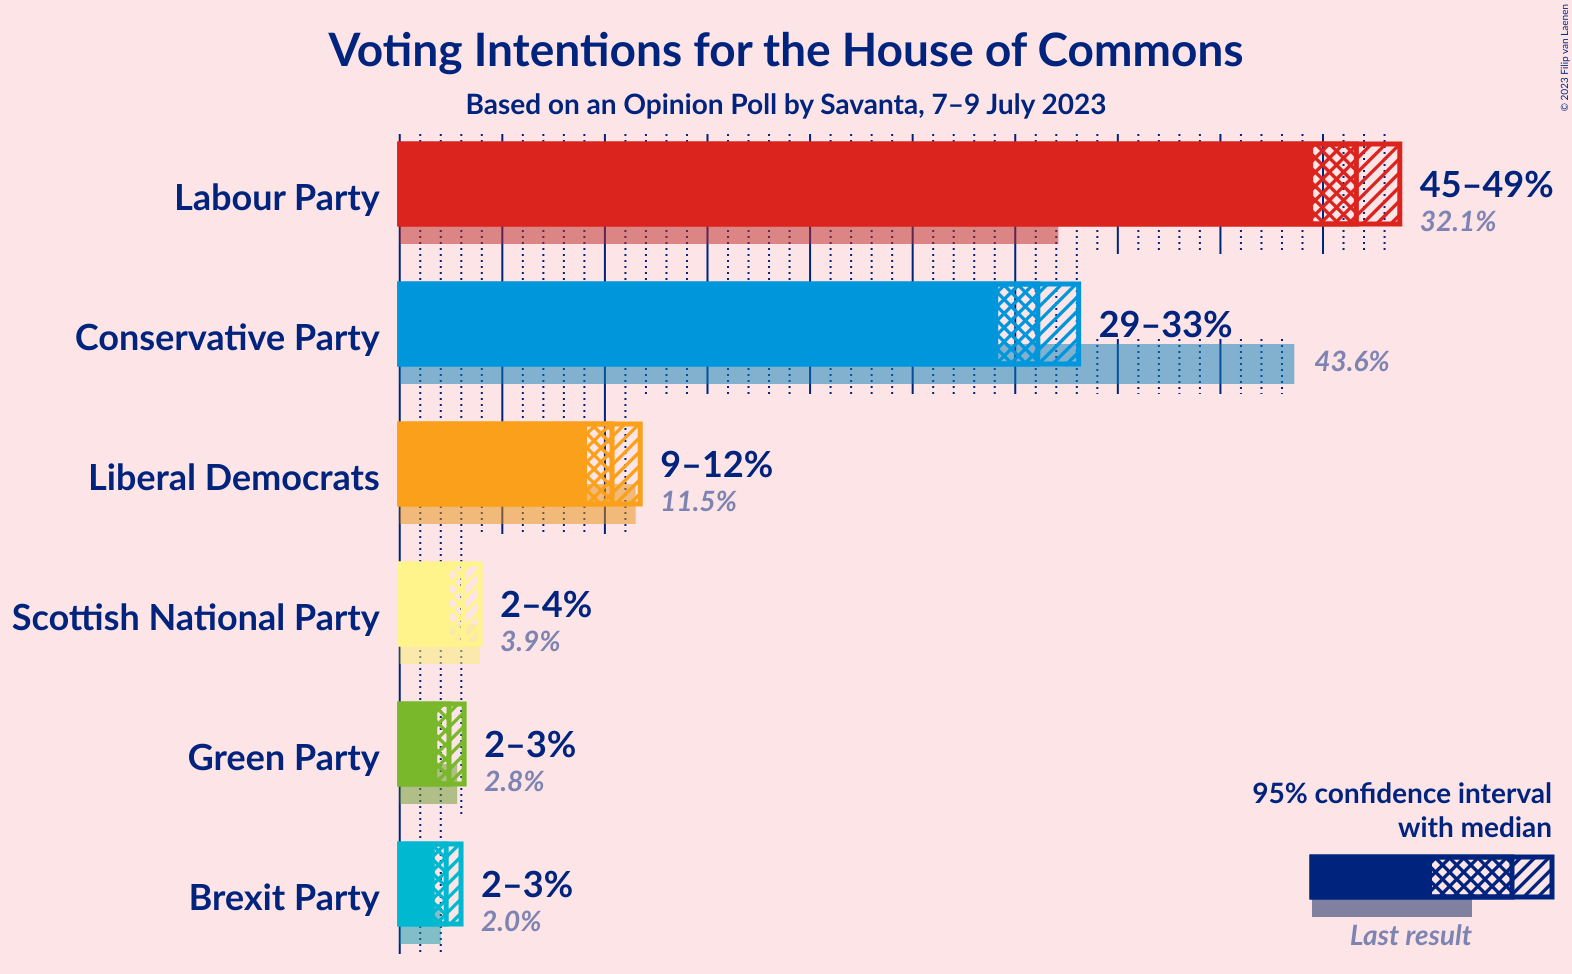 Voting Intentions for the House of Commons
Based on an Opinion Poll by Savanta, 7–9 July 2023
© 2023 Filip van Laenen
Labour Party
45–49%
32.1%
Conservative Party
29–33%
43.6%
Liberal Democrats
9–12%
11.5%
Scottish National Party
2–4%
3.9%
Green Party
2–3%
2.8%
Brexit Party
2–3%
2.0%
95% confidence interval
with median
Last result